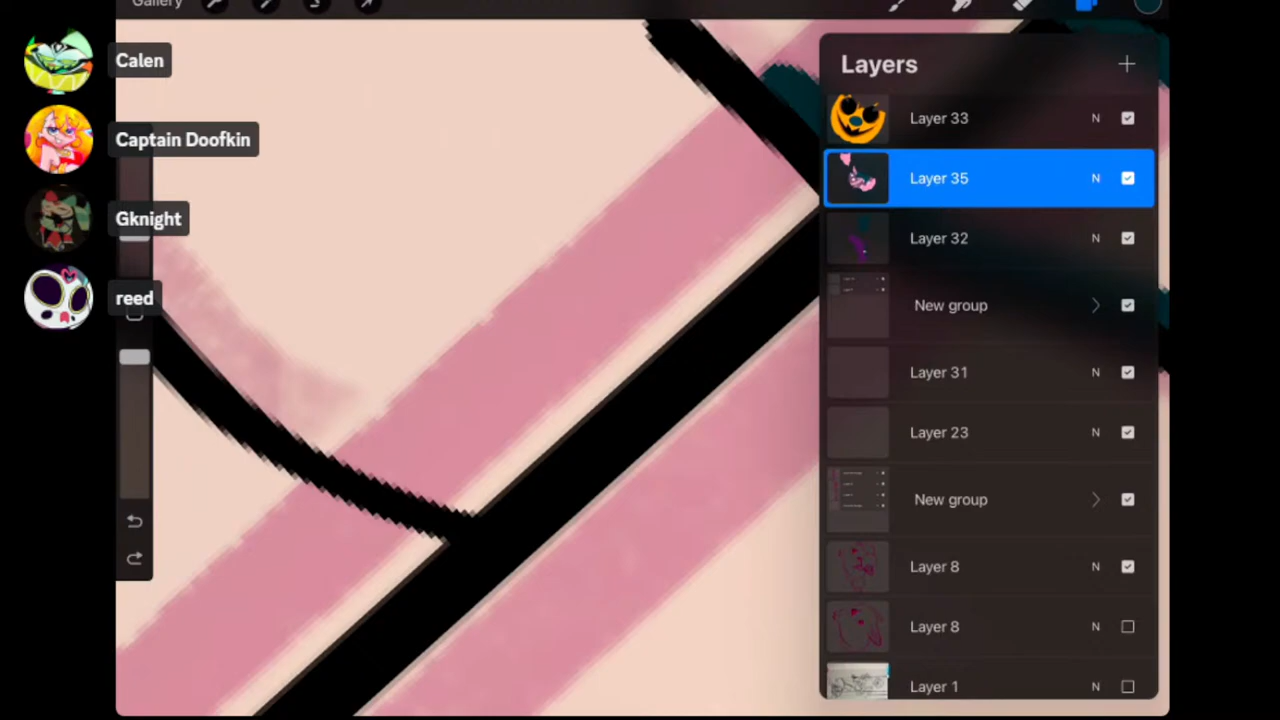 Gallery
Calen
Captain Doofkin
Gknight
reed
Layers
Layer 33 N
Layer 35 N
Layer 32 N
New group
Layer 31 N
Layer 23 N
New group
Layer 8 N
Layer 8 N
Layer 1 N